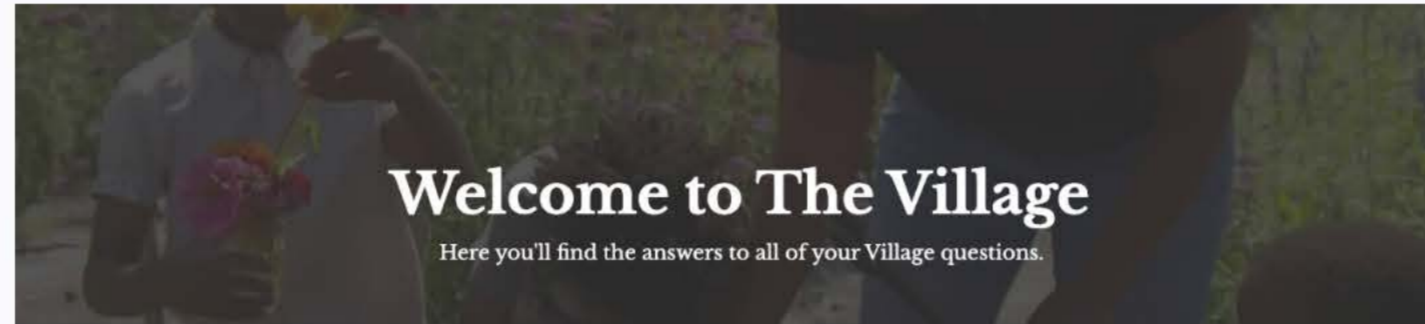 Welcome to The Village
Here you'll find the answers to all of your Village questions.